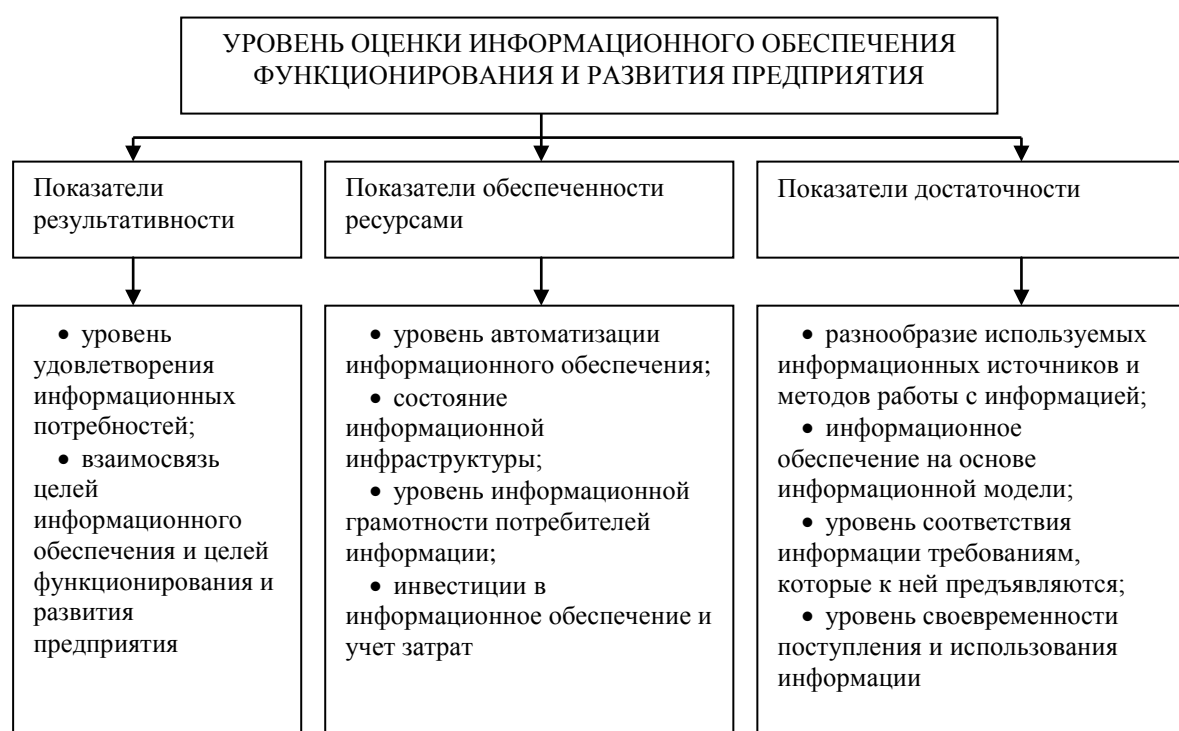 УРОВЕНЬ ОЦЕНКИ ИНФОРМАЦИОННОГО ОБЕСПЕЧЕНИЯ
ФУНКЦИОНИРОВАНИЯ И РАЗВИТИЯ ПРЕДПРИЯТИЯ
Показатели
результативности
Показатели обеспеченности
ресурсами
Показатели достаточности
• уровень
удовлетворения
информационных
потребностей;
• взаимосвязь
целей
информационного
обеспечения и целей
функционирования и
развития
предприятия
• уровень автоматизации
информационного обеспечения;
• состояние
информационной
инфраструктуры;
• уровень информационной
грамотности потребителей
информации;
• инвестиции в
информационное обеспечение и
учет затрат
• разнообразие используемых
информационных источников и
методов работы с информацией;
• информационное
обеспечение на основе
информационной модели;
• уровень соответствия
информации требованиям,
которые к ней предъявляются;
• уровень своевременности
поступления и использования
информации